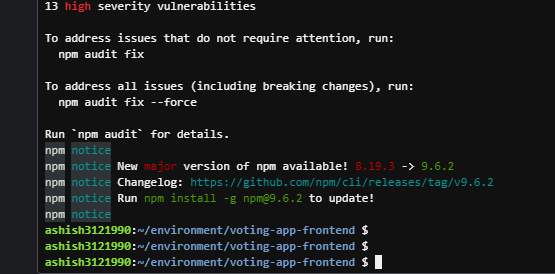 13 high severity vulnerabilities
To address issues that do not require attention, run:
npm audit fix
To address all issues (including breaking changes), run:
npm audit fix --force
Run `npm audit` for details.
npm notice
npm notice New major version of npm available! 8.19.3 -> 9.6.2
npm notice Changelog: https://github.com/npm/cli/releases/tag/v9.6.2
npm notice Run npm install -g npm@9.6.2 to update!
npm notice
ashish3121990:~/environment/voting-app-frontend $
ashish3121990:~/environment/voting-app-frontend $
ashish3121990:~/environment/voting-app-frontend $